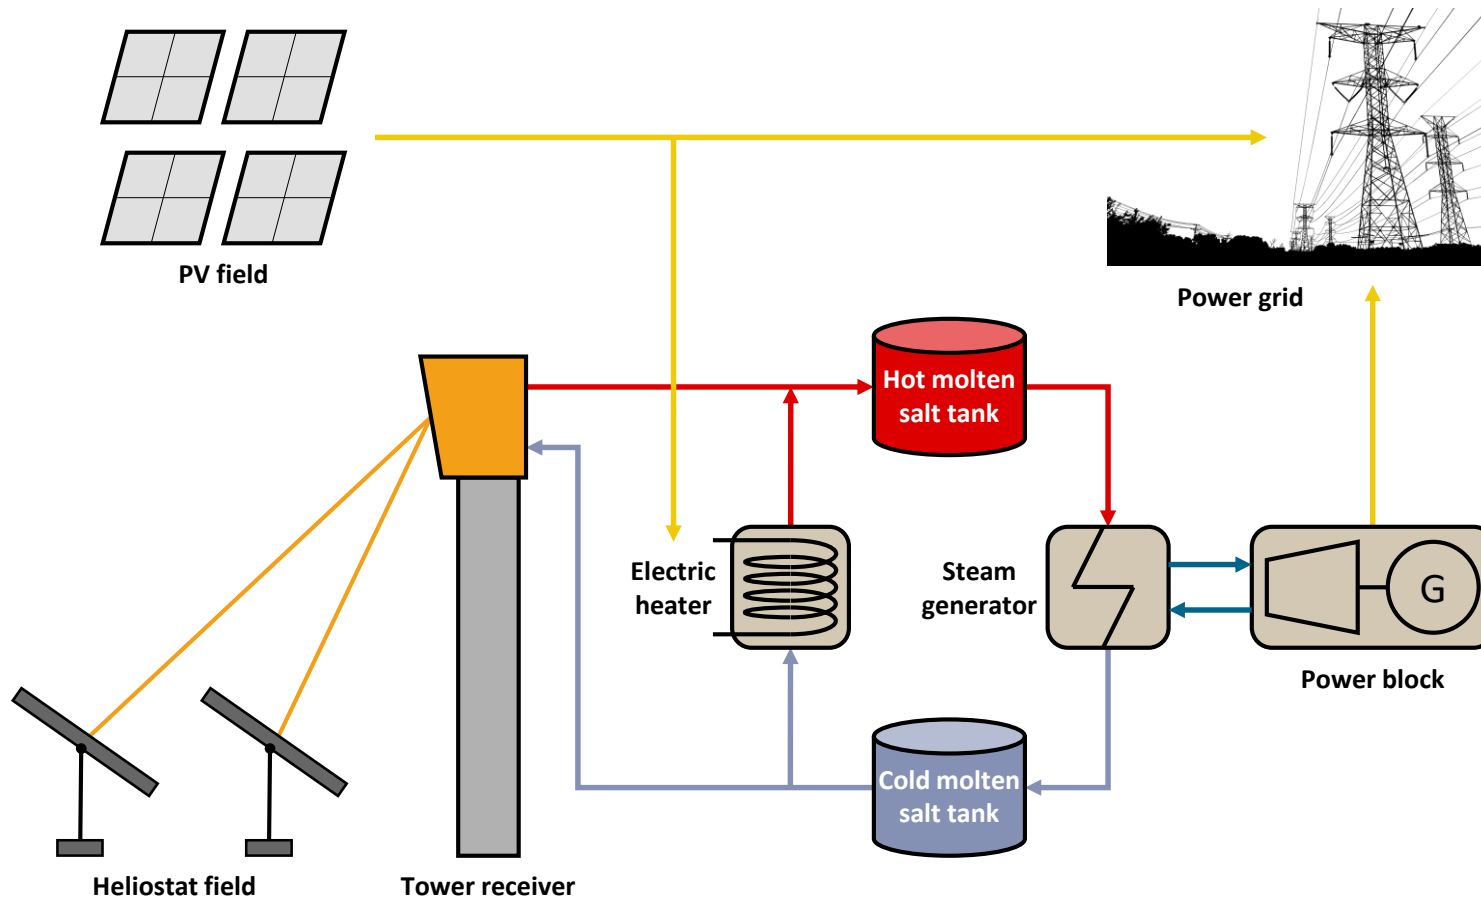 PV field
Power grid
Hot molten
salt tank
Electric
heater
Steam
generator
G
Power block
Cold molten
salt tank
Heliostat field
Tower receiver